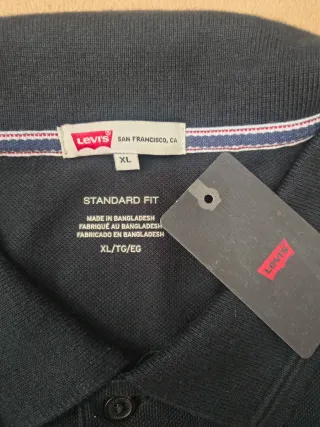 LEVI'S SAN FRANCISCO, CA
XL
STANDARD FIT
MADE IN BANGLADESH
FABRIQUÉ AU BANGLADESH
FABRICADO EN BANGLADESH
XL/TG/EG
LEVI'S